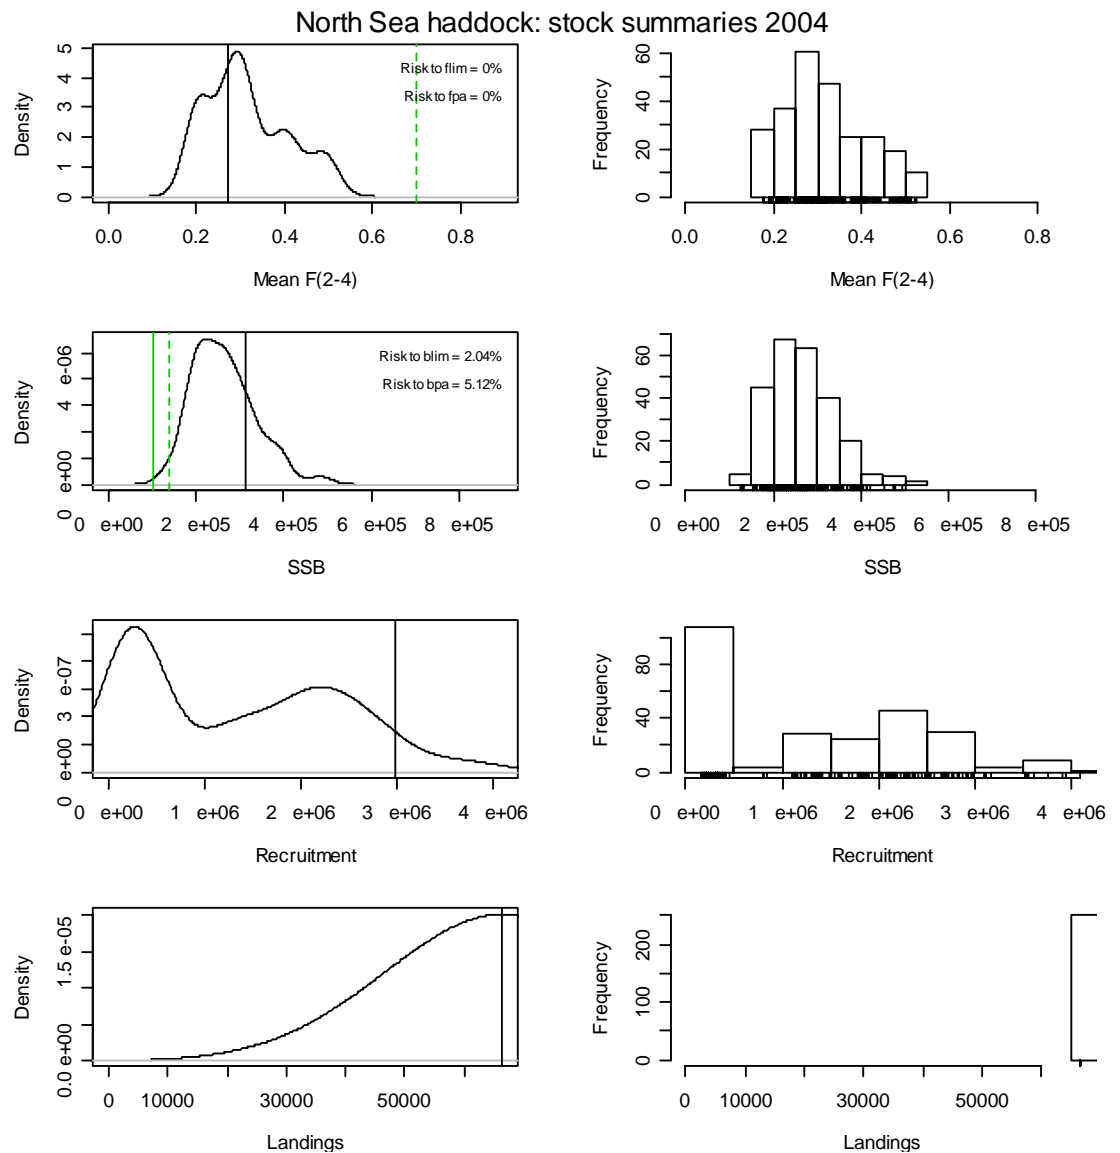 North Sea haddock: stock summaries 2004
Density
0 1 2 3 4 5
Risk to flim = 0%
Risk to fpa = 0%
0.0 0.2 0.4 0.6 0.8
Mean F(2-4)
Frequency
0 20 40 60
0.0 0.2 0.4 0.6 0.8
Density
0 e+00 4 e-06
Risk to blim = 2.04%
Risk to bpa = 5.12%
0 e+00 2 e+05 4 e+05 6 e+05 8 e+05
SSB
Frequency
0 20 40 60
0 e+00 2 e+05 4 e+05 6 e+05 8 e+05
SSB
Density
0 e+00 3 e-07
0 e+00 1 e+06 2 e+06 3 e+06 4 e+06
Recruitment
Frequency
0 40 80
0 e+00 1 e+06 2 e+06 3 e+06 4 e+06
Recruitment
Density
0.0 e+00 1.5 e-05
0 10000 30000 50000
Landings
Frequency
0 100 200
0 10000 30000 50000
Landings